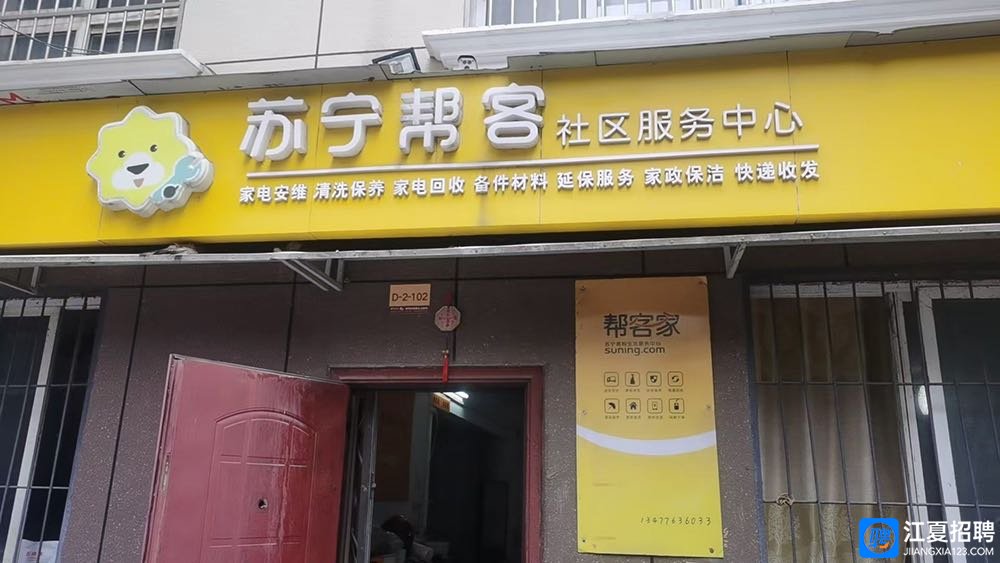 苏宁帮客 社区服务中心
家电安维 清洗保养 家电回收 备件材料 延保服务 家政保洁 快递收发
D-2-102
帮客家
suning.com
13477636033
江夏招聘
JIANGXIA123.COM